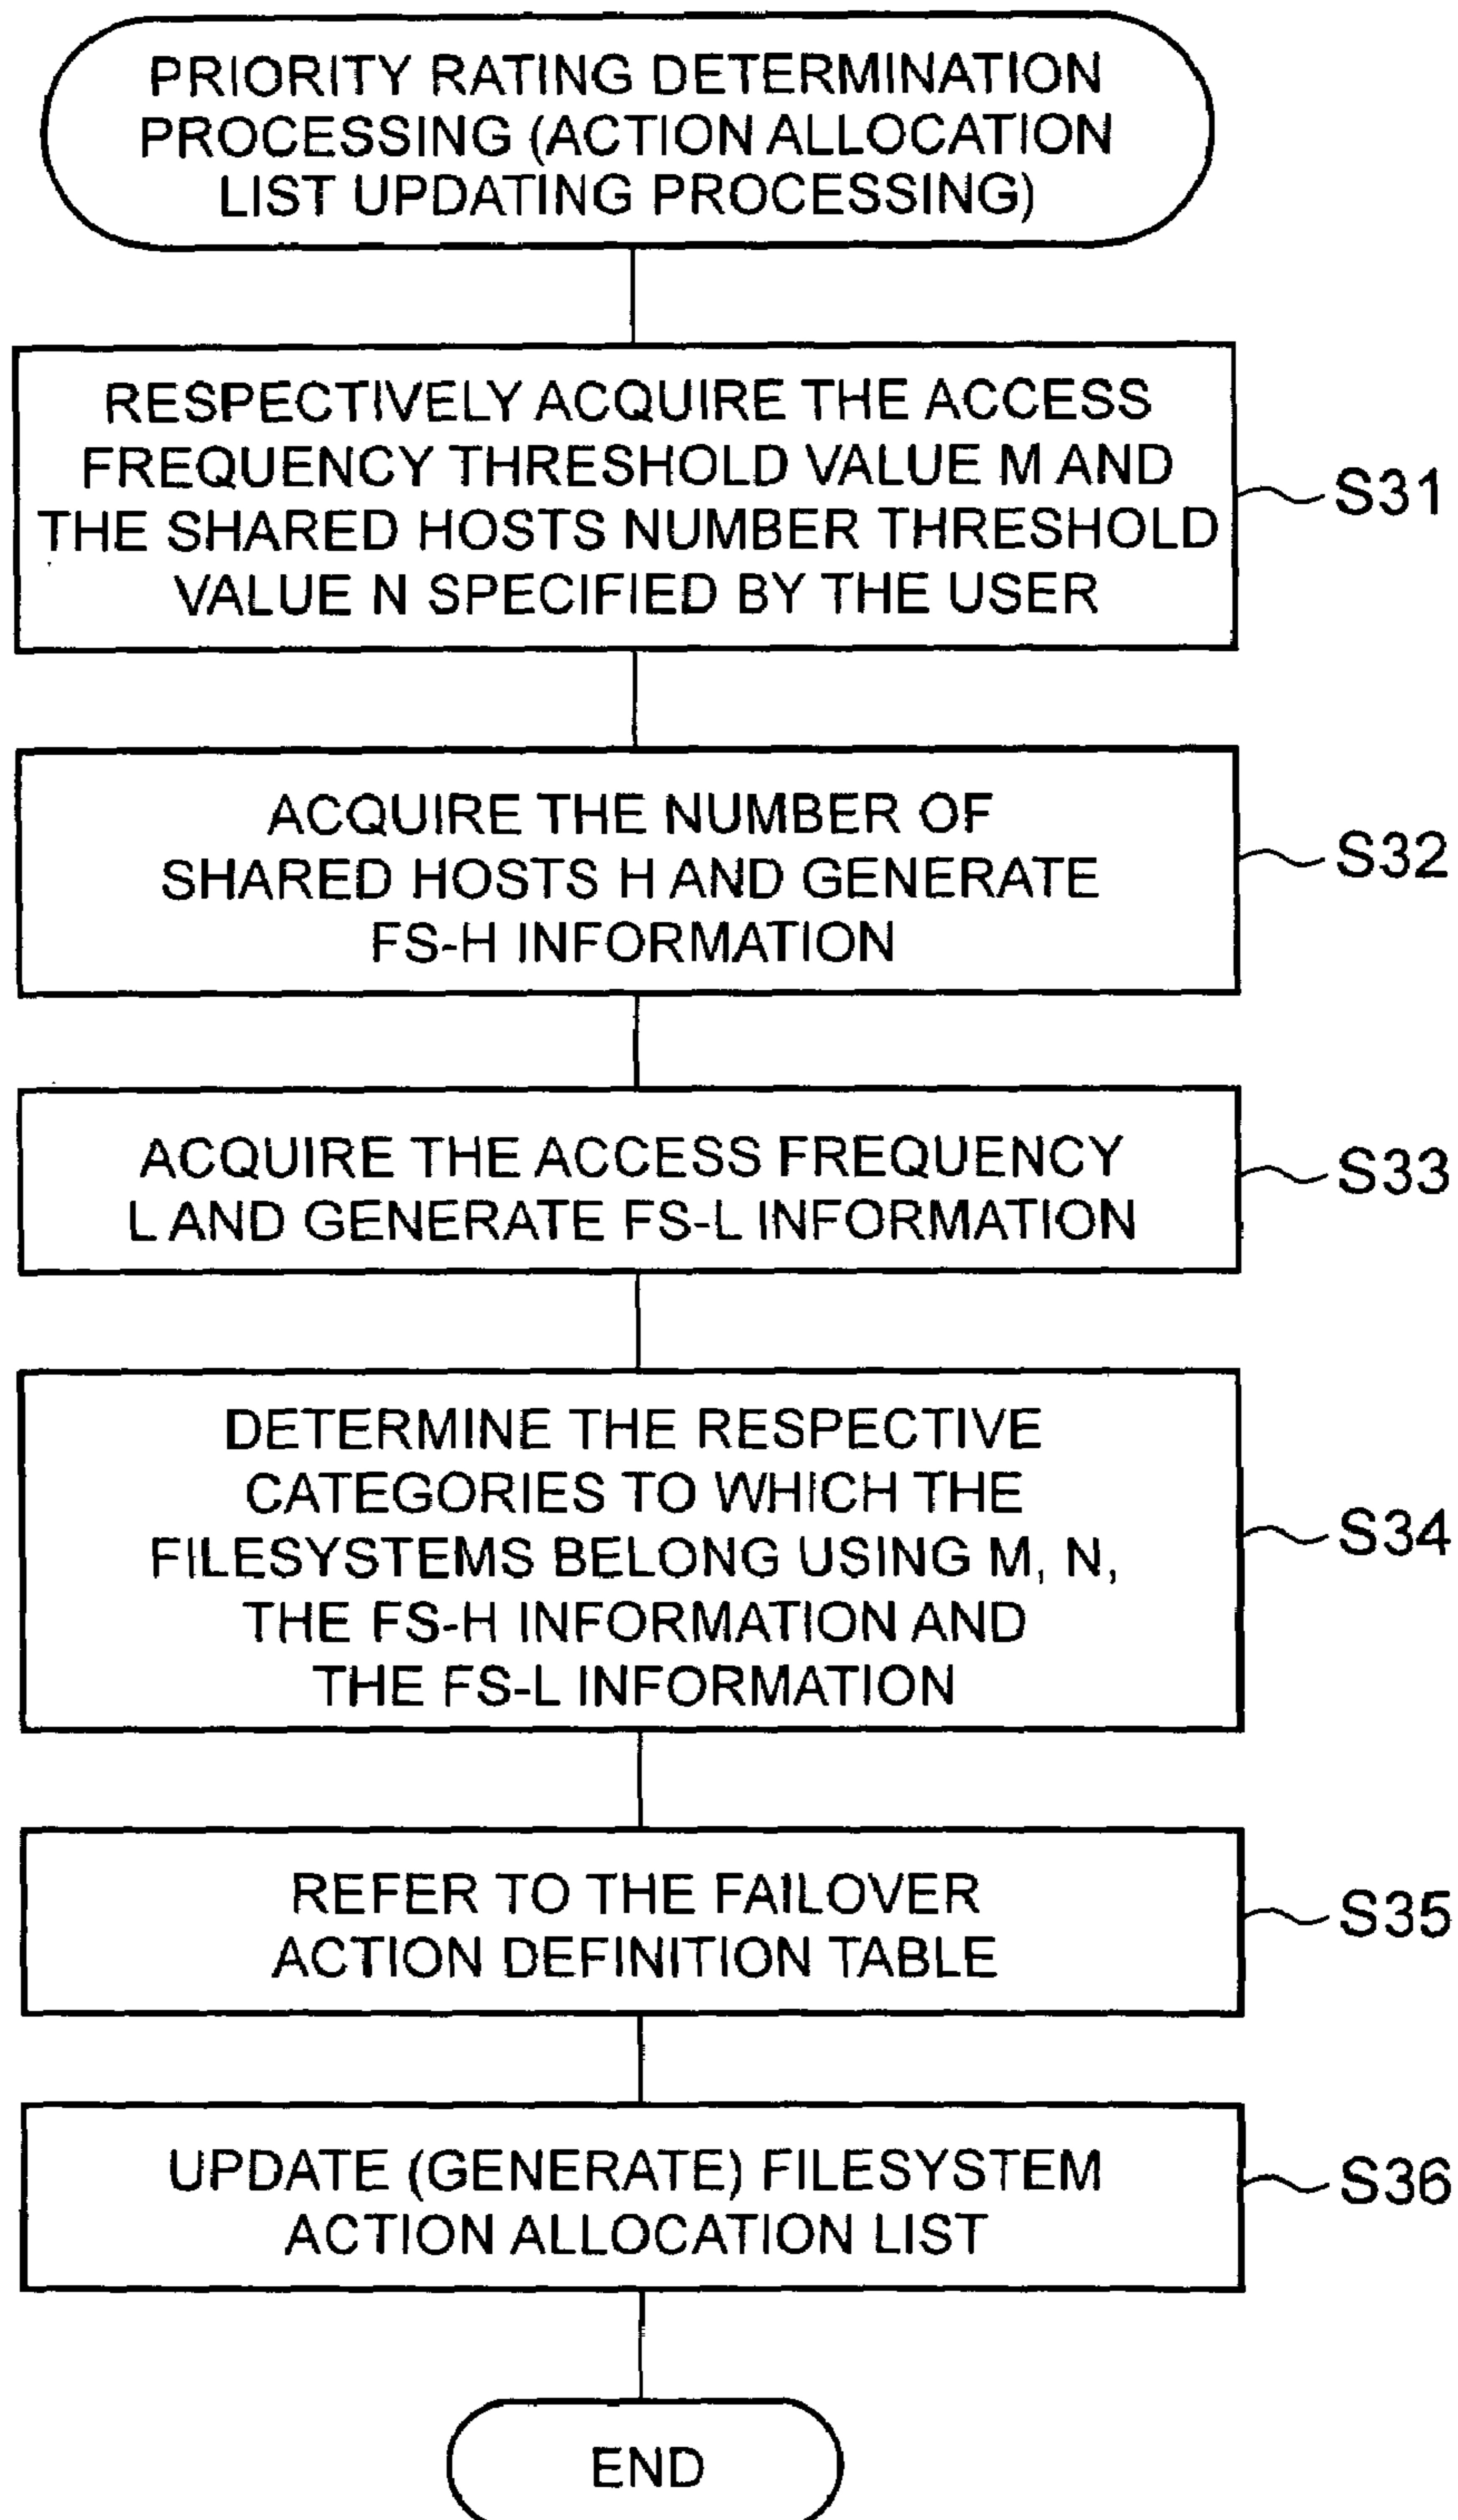 PRIORITY RATING DETERMINATION
PROCESSING (ACTION ALLOCATION
LIST UPDATING PROCESSING)
RESPECTIVELY ACQUIRE THE ACCESS
FREQUENCY THRESHOLD VALUE M AND
THE SHARED HOSTS NUMBER THRESHOLD
VALUE N SPECIFIED BY THE USER
S31
ACQUIRE THE NUMBER OF
SHARED HOSTS H AND GENERATE
FS-H INFORMATION
S32
ACQUIRE THE ACCESS FREQUENCY
L AND GENERATE FS-L INFORMATION
S33
DETERMINE THE RESPECTIVE
CATEGORIES TO WHICH THE
FILESYSTEMS BELONG USING M, N,
THE FS-H INFORMATION AND
THE FS-L INFORMATION
S34
REFER TO THE FAILOVER
ACTION DEFINITION TABLE
S35
UPDATE (GENERATE) FILESYSTEM
ACTION ALLOCATION LIST
S36
END